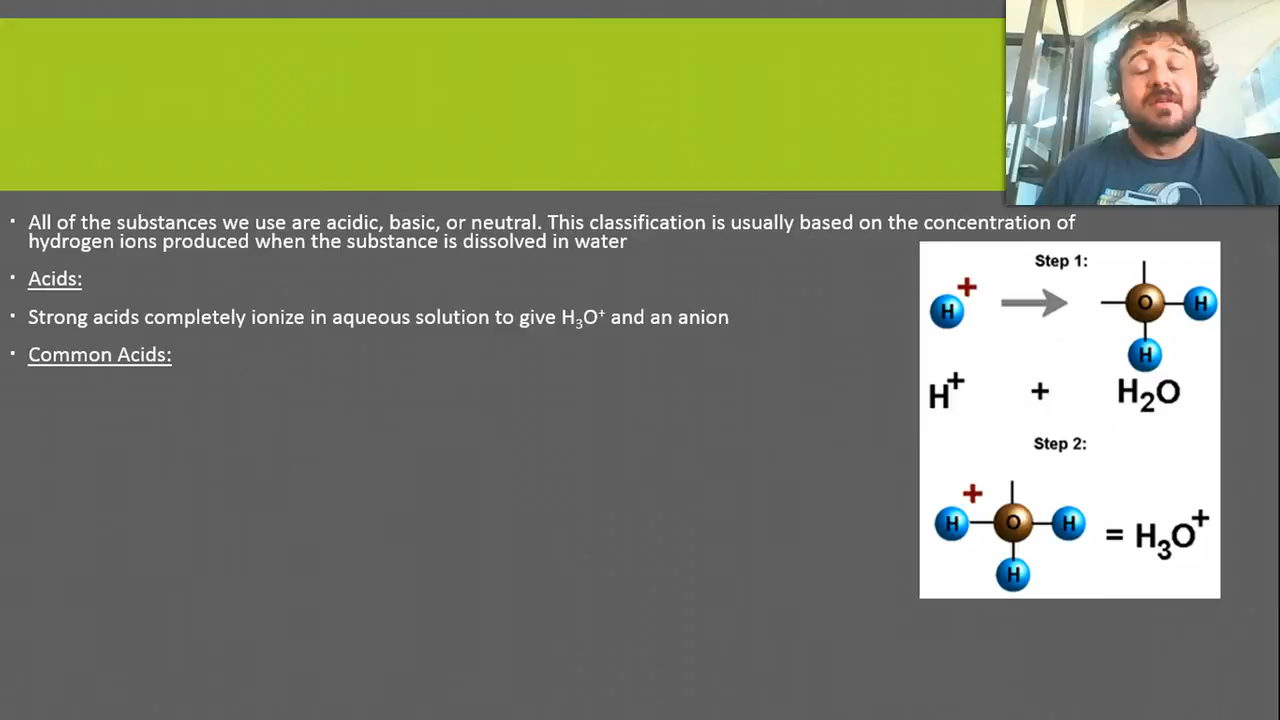 · All of the substances we use are acidic, basic, or neutral. This classification is usually based on the concentration of
hydrogen ions produced when the substance is dissolved in water
· Acids:
· Strong acids completely ionize in aqueous solution to give H₃O⁺ and an anion
· Common Acids:
Step 1:
H + O H
H
H⁺ + H₂O
Step 2:
+
H O H = H₃O⁺
H